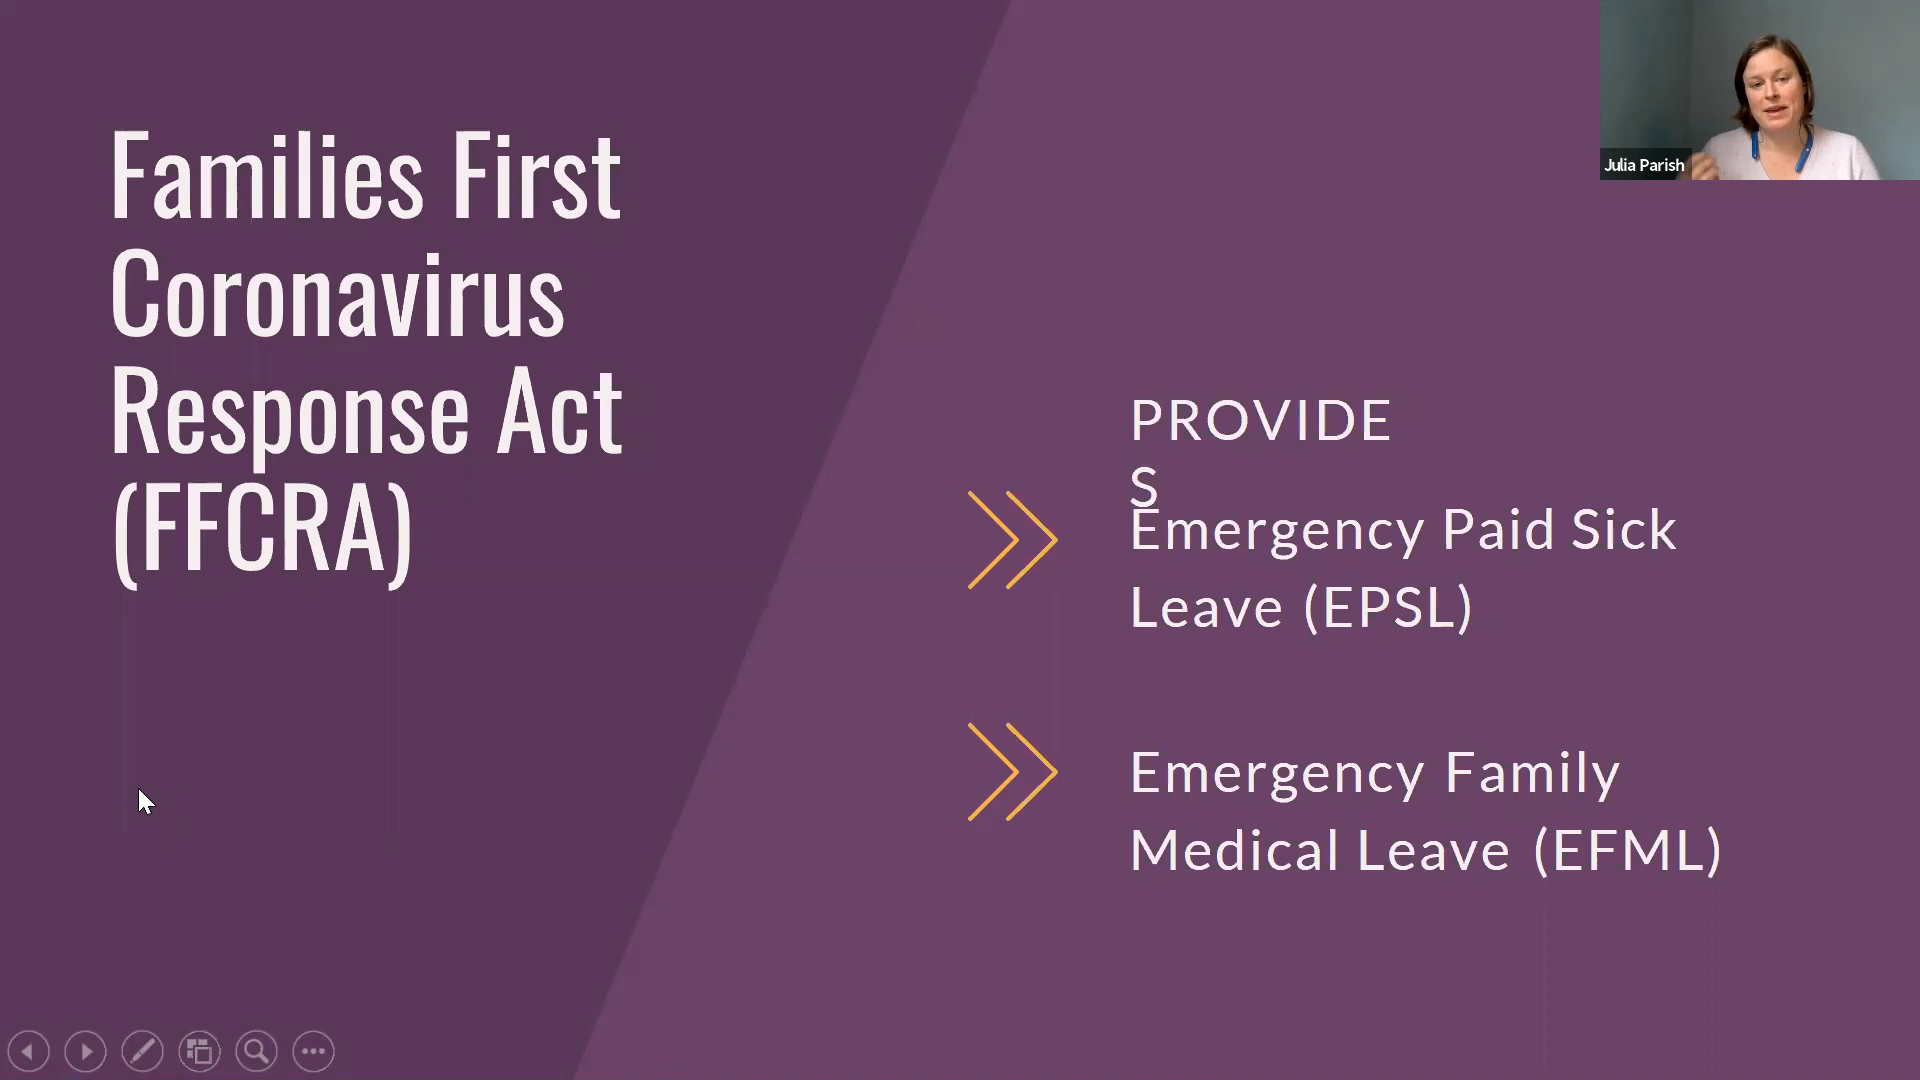 Families First
Coronavirus
Response Act
(FFCRA)
Julia Parish
PROVIDE
S
Emergency Paid Sick
Leave (EPSL)
Emergency Family
Medical Leave (EFML)